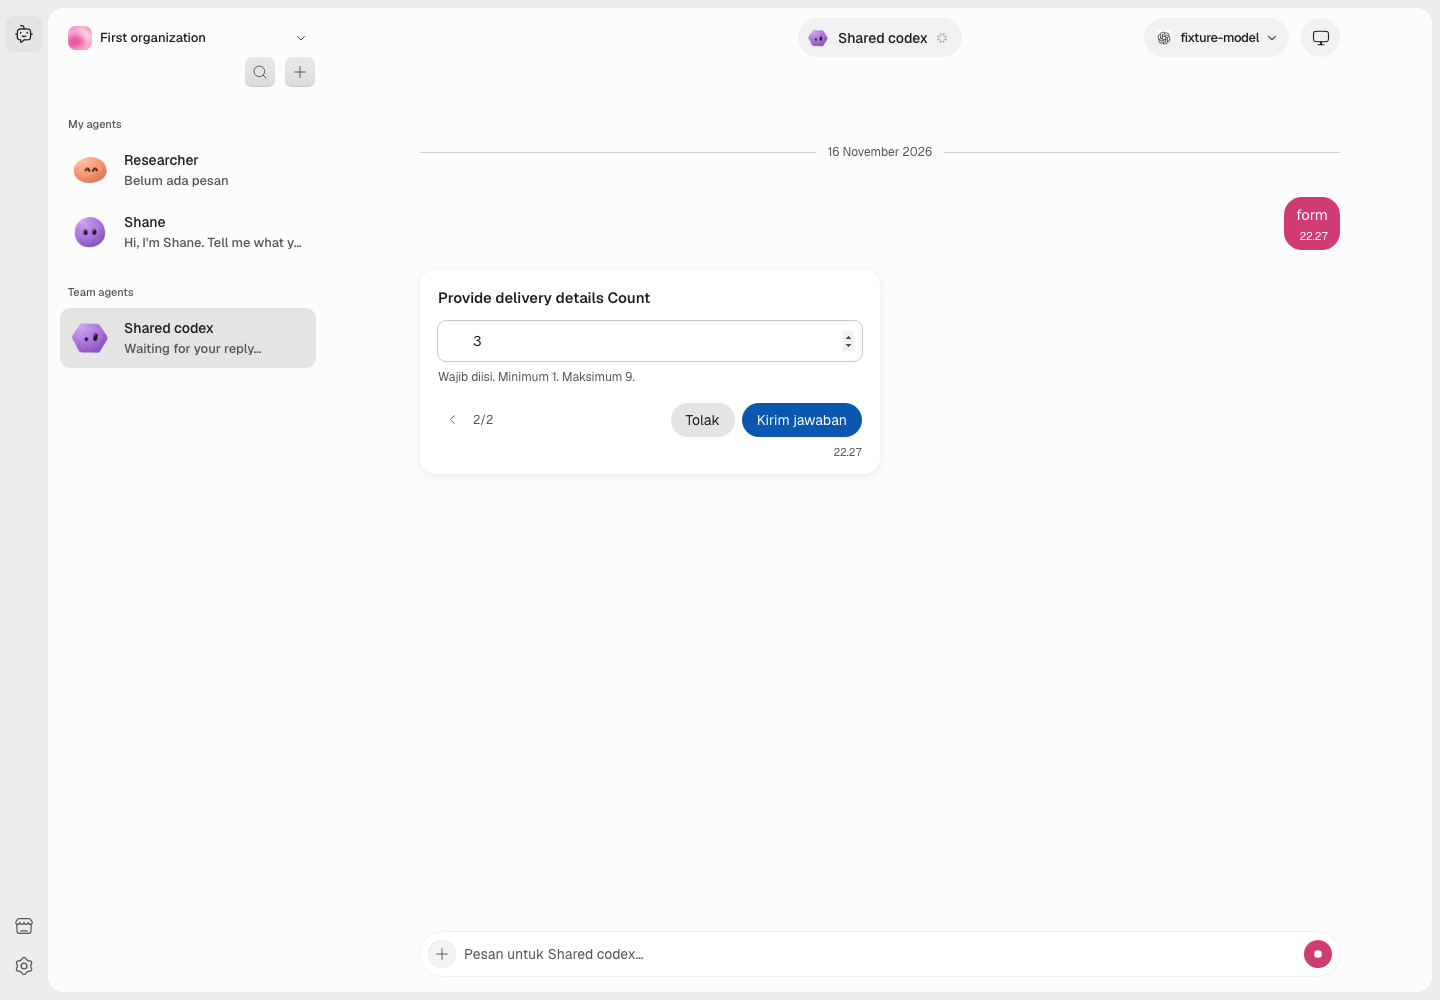 First organization
Shared codex
fixture-model
My agents
Researcher
Belum ada pesan
Shane
Hi, I'm Shane. Tell me what y...
Team agents
Shared codex
Waiting for your reply...
16 November 2026
form
22.27
Provide delivery details Count
3
Wajib diisi. Minimum 1. Maksimum 9.
2/2
Tolak
Kirim jawaban
22.27
Pesan untuk Shared codex...